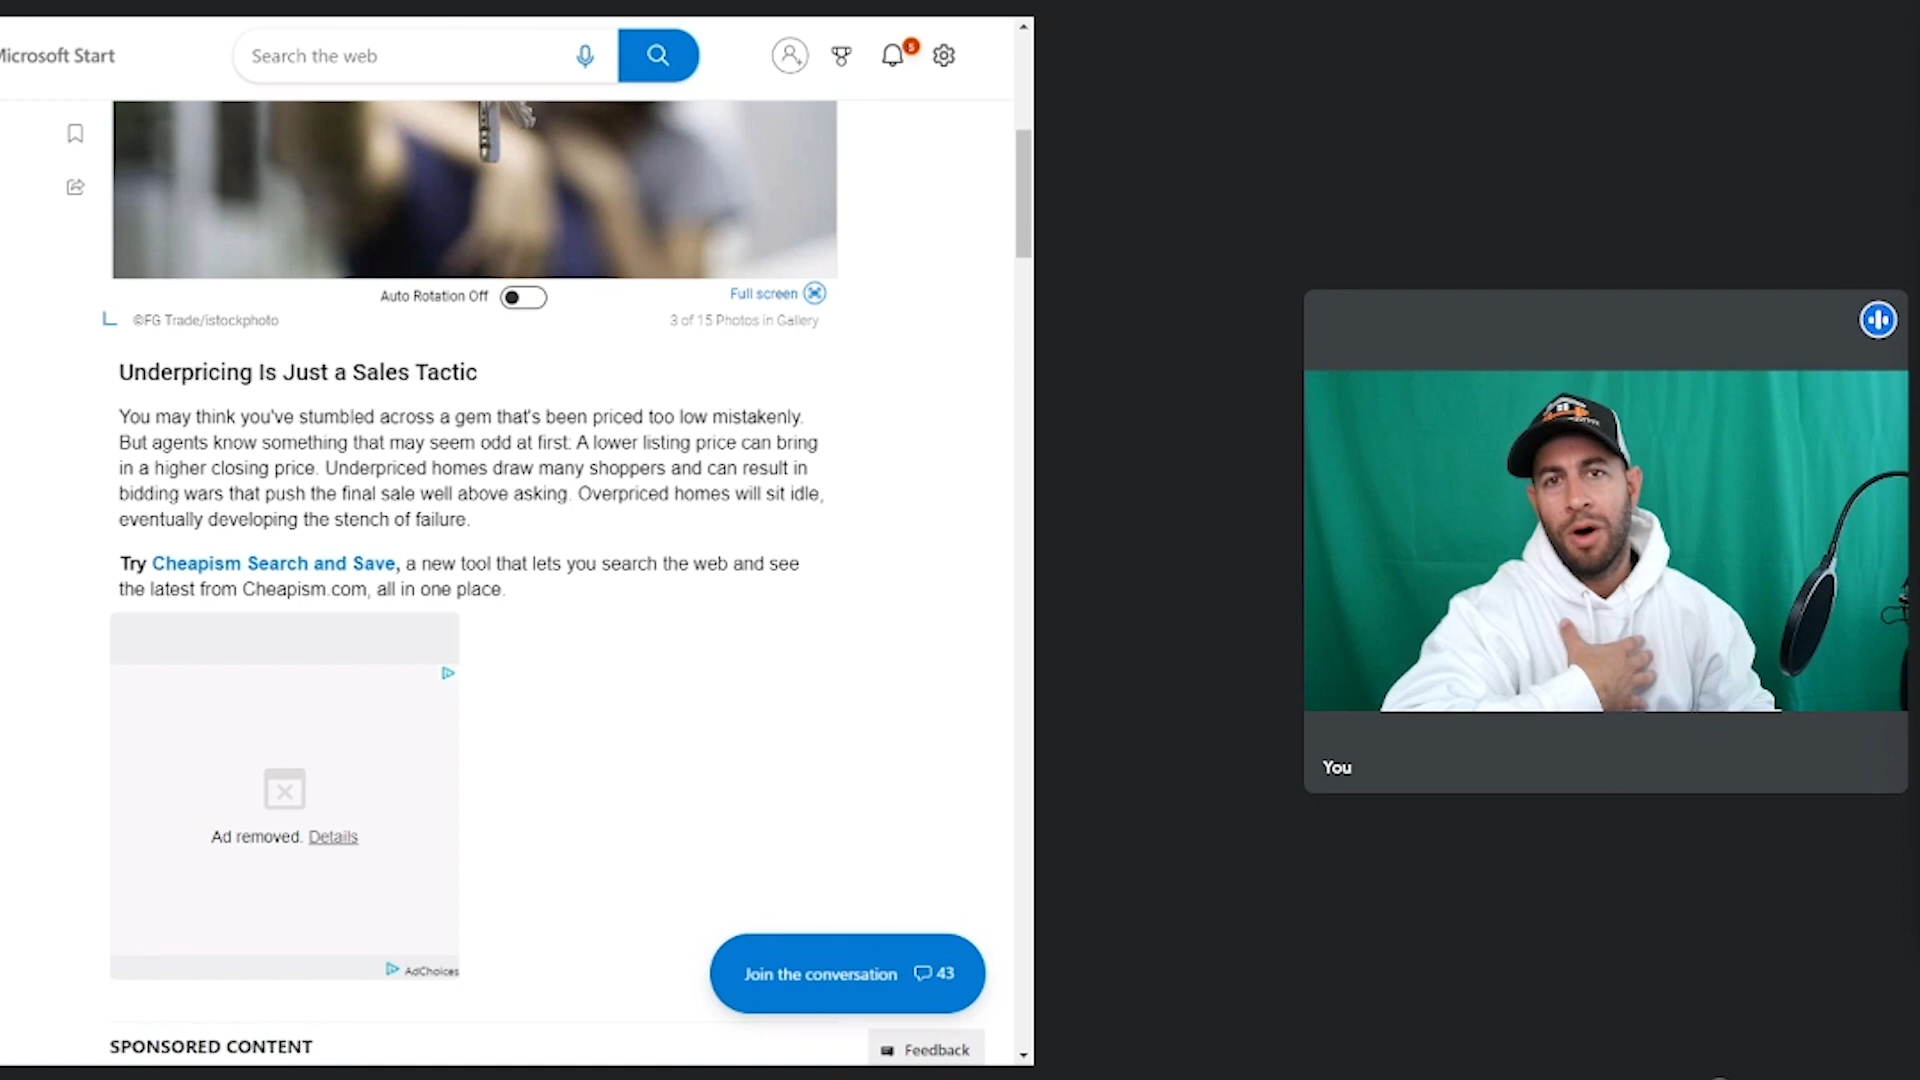 Microsoft Start
Search the web
5
Auto Rotation Off
Full screen
©FG Trade/istockphoto
3 of 15 Photos in Gallery
Underpricing Is Just a Sales Tactic
You may think you've stumbled across a gem that's been priced too low mistakenly.
But agents know something that may seem odd at first: A lower listing price can bring
in a higher closing price. Underpriced homes draw many shoppers and can result in
bidding wars that push the final sale well above asking. Overpriced homes will sit idle,
eventually developing the stench of failure.
Try Cheapism Search and Save, a new tool that lets you search the web and see
the latest from Cheapism.com, all in one place.
Ad removed. Details
AdChoices
Join the conversation 43
SPONSORED CONTENT
Feedback
You